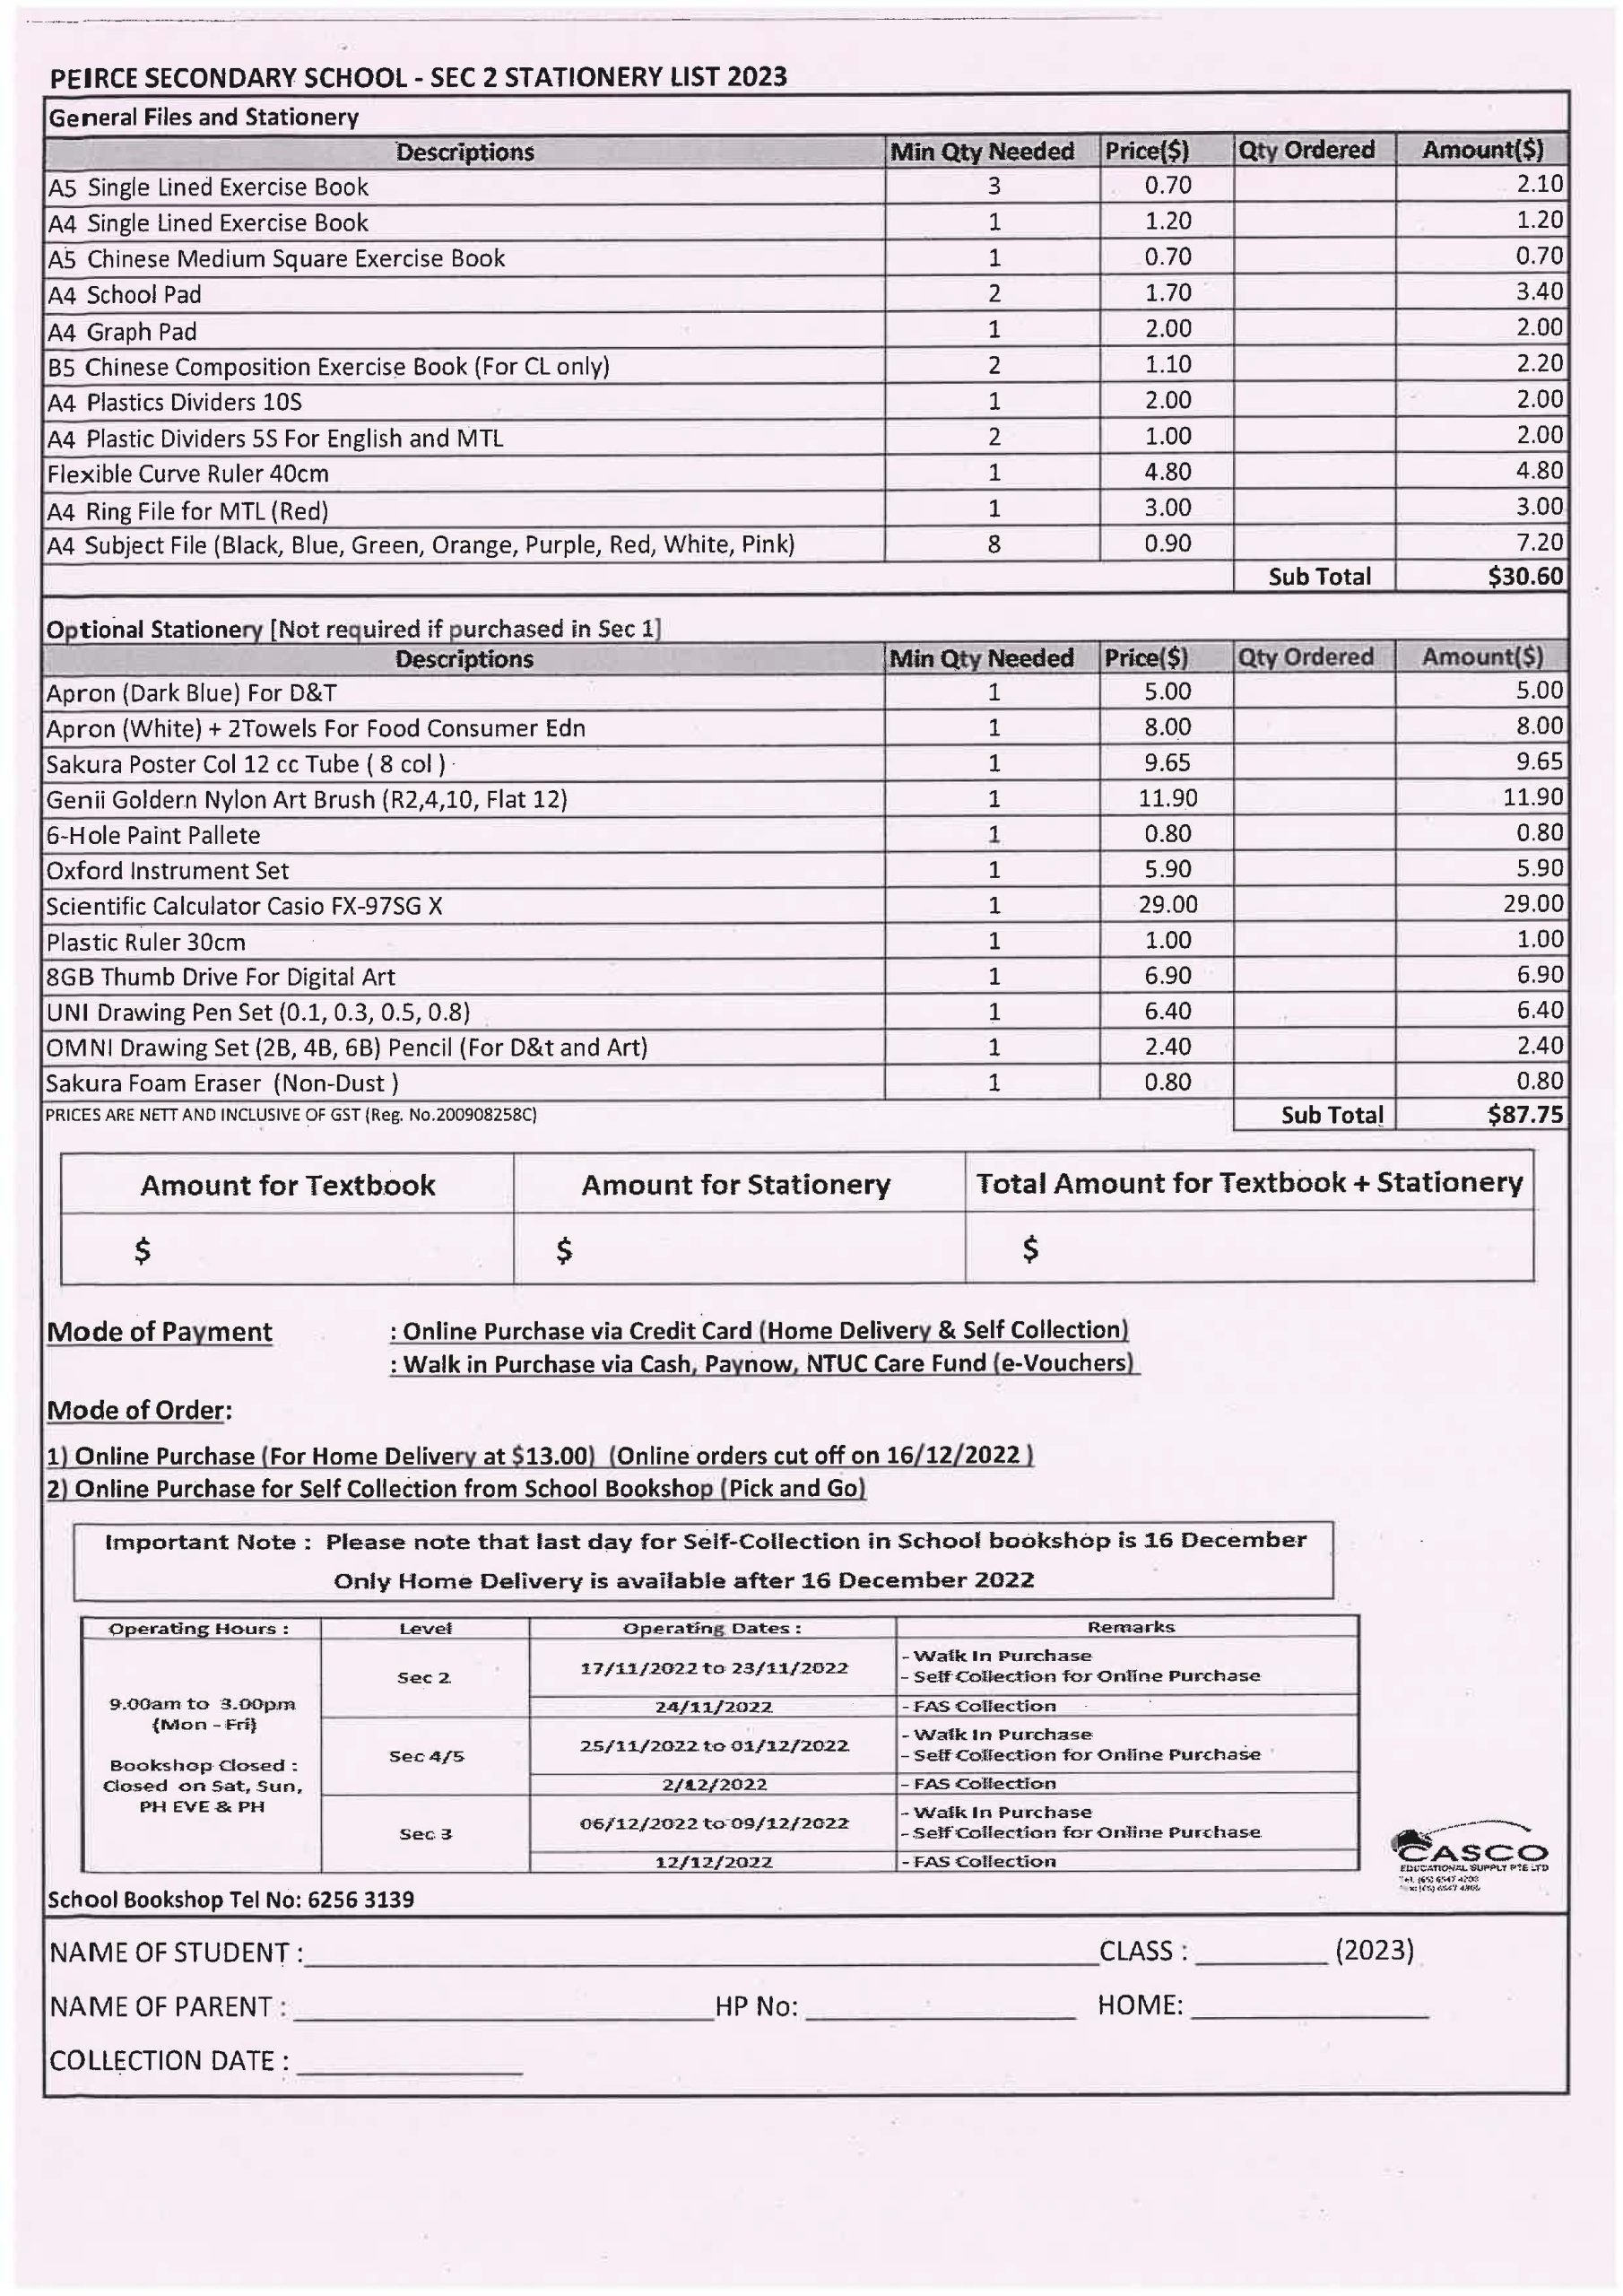 PEIRCE SECONDARY SCHOOL - SEC 2 STATIONERY LIST 2023
General Files and Stationery
Descriptions Min Qty Needed Price($) Qty Ordered Amount($)
A5 Single Lined Exercise Book 3 0.70 2.10
A4 Single Lined Exercise Book 1 1.20 1.20
A5 Chinese Medium Square Exercise Book 1 0.70 0.70
A4 School Pad 2 1.70 3.40
A4 Graph Pad 1 2.00 2.00
B5 Chinese Composition Exercise Book (For CL only) 2 1.10 2.20
A4 Plastics Dividers 10S 1 2.00 2.00
A4 Plastic Dividers 5S For English and MTL 2 1.00 2.00
Flexible Curve Ruler 40cm 1 4.80 4.80
A4 Ring File for MTL (Red) 1 3.00 3.00
A4 Subject File (Black, Blue, Green, Orange, Purple, Red, White, Pink) 8 0.90 7.20
Sub Total $30.60
Optional Stationery [Not required if purchased in Sec 1]
Descriptions Min Qty Needed Price($) Qty Ordered Amount($)
Apron (Dark Blue) For D&T 1 5.00 5.00
Apron (White) + 2Towels For Food Consumer Edn 1 8.00 8.00
Sakura Poster Col 12 cc Tube ( 8 col ) 1 9.65 9.65
Genii Goldern Nylon Art Brush (R2,4,10, Flat 12) 1 11.90 11.90
6-Hole Paint Pallete 1 0.80 0.80
Oxford Instrument Set 1 5.90 5.90
Scientific Calculator Casio FX-97SG X 1 29.00 29.00
Plastic Ruler 30cm 1 1.00 1.00
8GB Thumb Drive For Digital Art 1 6.90 6.90
UNI Drawing Pen Set (0.1, 0.3, 0.5, 0.8) 1 6.40 6.40
OMNI Drawing Set (2B, 4B, 6B) Pencil (For D&t and Art) 1 2.40 2.40
Sakura Foam Eraser (Non-Dust ) 1 0.80 0.80
PRICES ARE NETT AND INCLUSIVE OF GST (Reg. No.200908258C) Sub Total $87.75
Amount for Textbook Amount for Stationery Total Amount for Textbook + Stationery
$ $ $
Mode of Payment : Online Purchase via Credit Card (Home Delivery & Self Collection)
: Walk in Purchase via Cash, Paynow, NTUC Care Fund (e-Vouchers)
Mode of Order:
1) Online Purchase (For Home Delivery at $13.00) (Online orders cut off on 16/12/2022 )
2) Online Purchase for Self Collection from School Bookshop (Pick and Go)
Important Note : Please note that last day for Self-Collection in School bookshop is 16 December
Only Home Delivery is available after 16 December 2022
Operating Hours : Level Operating Dates : Remarks
9.00am to 3.00pm
(Mon - Fri)
Bookshop Closed :
Closed on Sat, Sun,
PH EVE & PH
Sec 2 17/11/2022 to 23/11/2022 - Walk In Purchase
- Self Collection for Online Purchase
24/11/2022 - FAS Collection
Sec 4/5 25/11/2022 to 01/12/2022 - Walk In Purchase
- Self Collection for Online Purchase
2/12/2022 - FAS Collection
Sec 3 06/12/2022 to 09/12/2022 - Walk In Purchase
- Self Collection for Online Purchase
12/12/2022 - FAS Collection
CASCO
EDUCATIONAL SUPPLY PTE LTD
School Bookshop Tel No: 6256 3139
NAME OF STUDENT : CLASS : (2023)
NAME OF PARENT : HP No: HOME:
COLLECTION DATE :